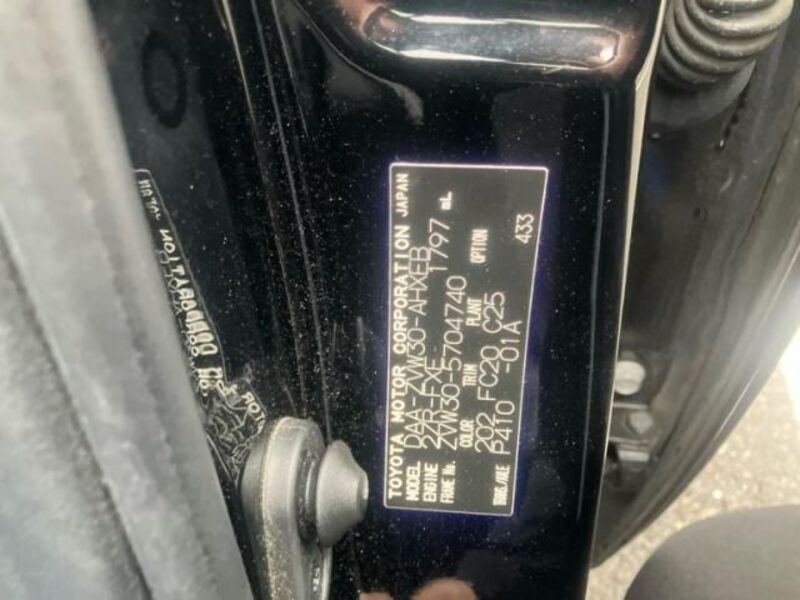 TOYOTA MOTOR CORPORATION JAPAN
MODEL DAA-ZVW30-AHXEB
ENGINE 2ZR-FXE 1797 mL
FRAME No. ZVW30-5704740
COLOR TRIM PLANT OPTION
202 FC20 C25
TRNS/AXLE P410 -01A 433